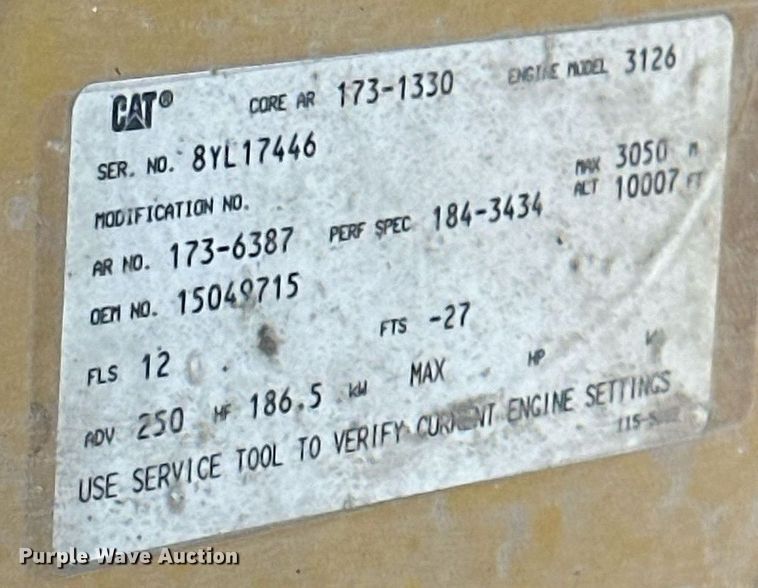 CAT® CORE AR 173-1330 ENGINE MODEL 3126
SER. NO. 8YL17446
MAX 3050 M
MODIFICATION NO.
ALT 10007 FT
AR NO. 173-6387 PERF SPEC 184-3434
OEM NO. 15049715
FLS 12 FTS -27
ADV 250 HP 186.5 KW MAX HP
USE SERVICE TOOL TO VERIFY CURRENT ENGINE SETTINGS
Purple Wave Auction